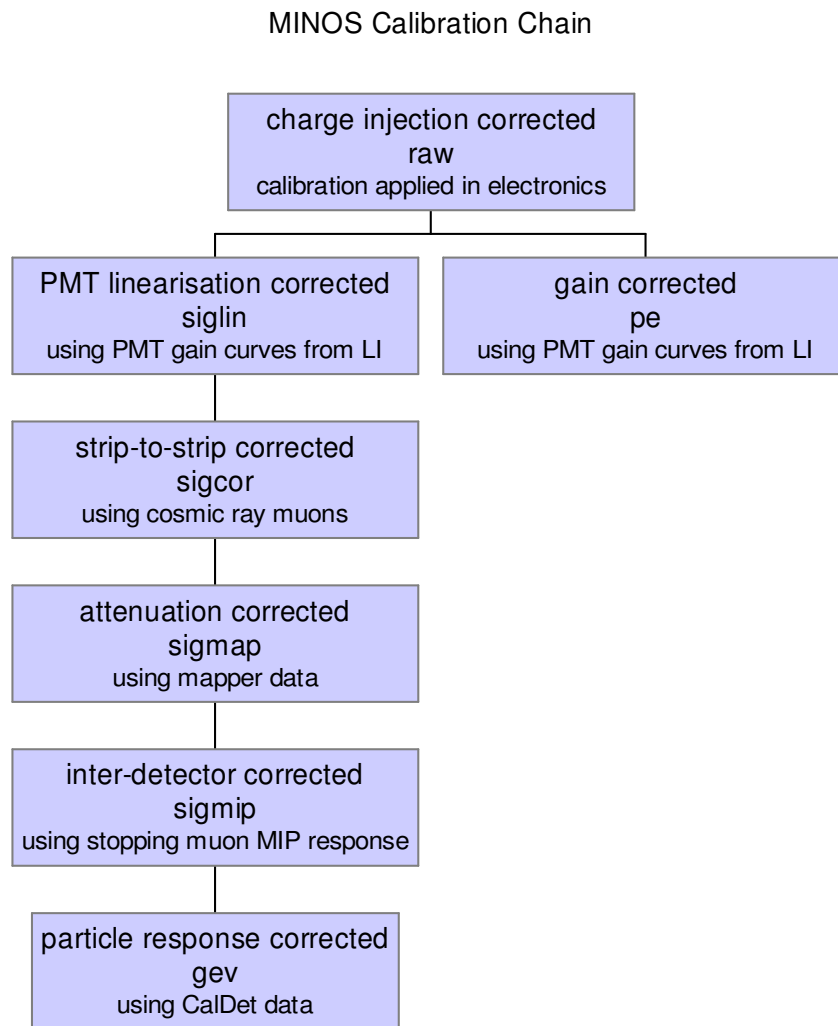 MINOS Calibration Chain
charge injection corrected
raw
calibration applied in electronics
PMT linearisation corrected
siglin
using PMT gain curves from LI
gain corrected
pe
using PMT gain curves from LI
strip-to-strip corrected
sigcor
using cosmic ray muons
attenuation corrected
sigmap
using mapper data
inter-detector corrected
sigmip
using stopping muon MIP response
particle response corrected
gev
using CalDet data